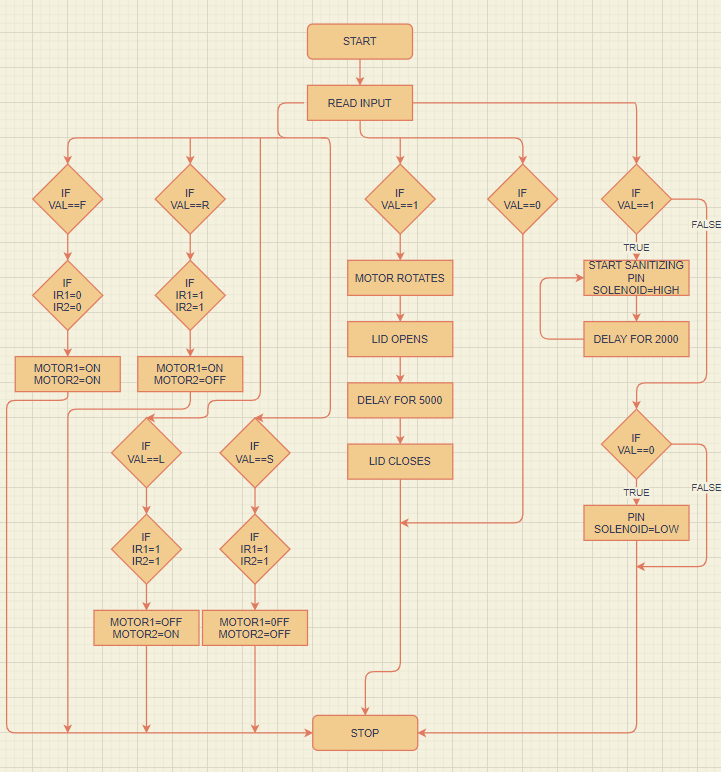 START
READ INPUT
IF
VAL==F
IF
VAL==R
IF
VAL==1
IF
VAL==0
IF
VAL==1
FALSE
TRUE
IF
IR1=0
IR2=0
IF
IR1=1
IR2=1
MOTOR ROTATES
START SANITIZING
PIN
SOLENOID=HIGH
LID OPENS
DELAY FOR 2000
MOTOR1=ON
MOTOR2=ON
MOTOR1=ON
MOTOR2=OFF
DELAY FOR 5000
IF
VAL==L
IF
VAL==S
LID CLOSES
IF
VAL==0
FALSE
TRUE
IF
IR1=1
IR2=1
IF
IR1=1
IR2=1
PIN
SOLENOID=LOW
MOTOR1=OFF
MOTOR2=ON
MOTOR1=0FF
MOTOR2=OFF
STOP